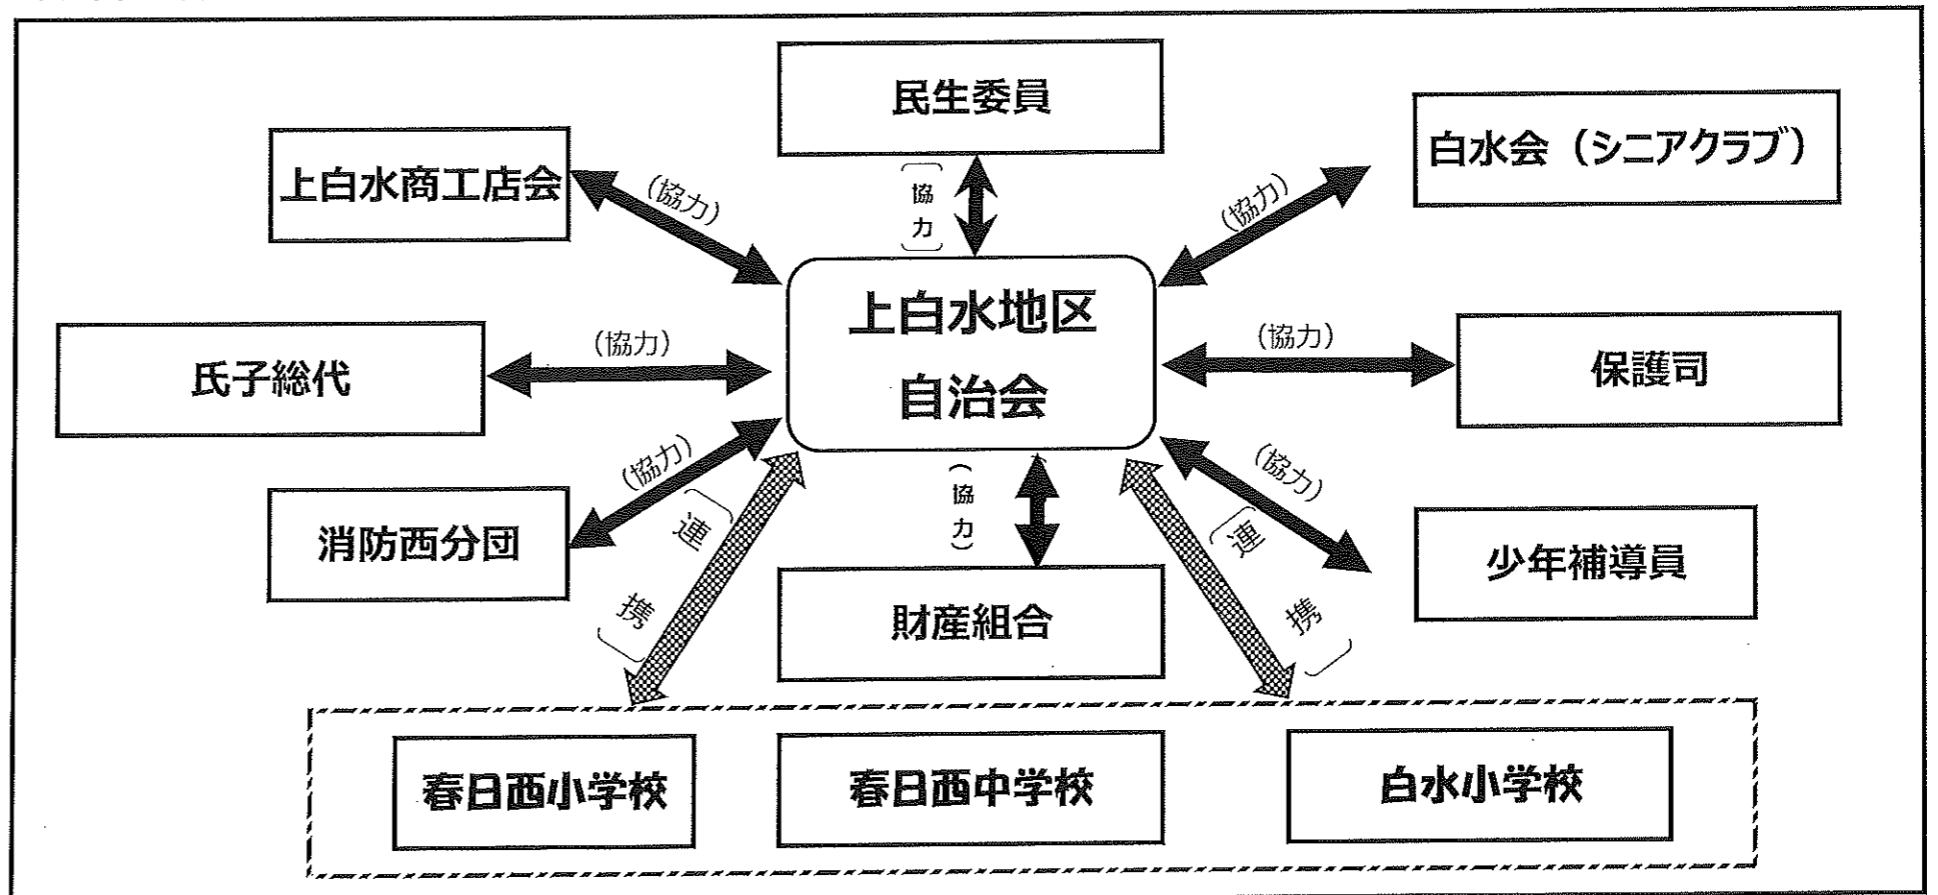 民生委員
白水会（シニアクラブ）
上白水商工店会
（協力）
〔協力〕
（協力）
上白水地区
自治会
氏子総代
（協力）
（協力）
保護司
（協力）
（協力）
（協力）
消防西分団
〔連携〕
〔連携〕
少年補導員
財産組合
春日西小学校
春日西中学校
白水小学校